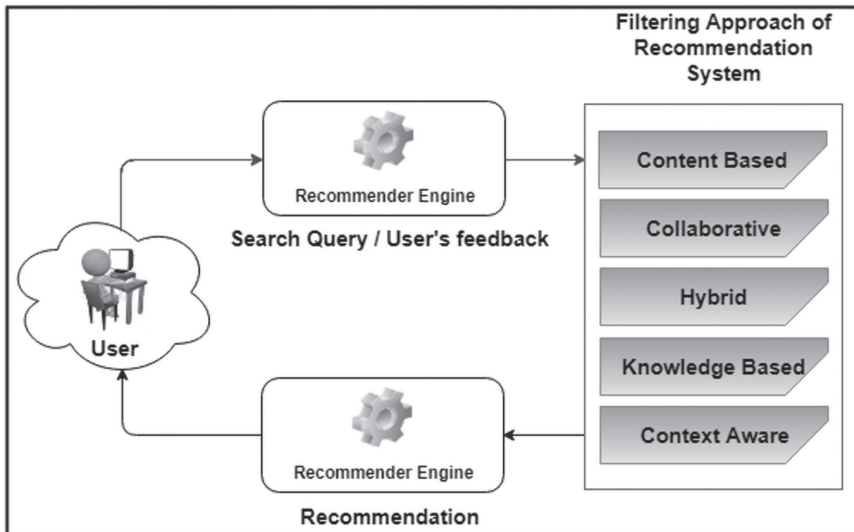 Filtering Approach of
Recommendation
System
Recommender Engine
Search Query / User's feedback
Content Based
Collaborative
Hybrid
Knowledge Based
Context Aware
User
Recommender Engine
Recommendation